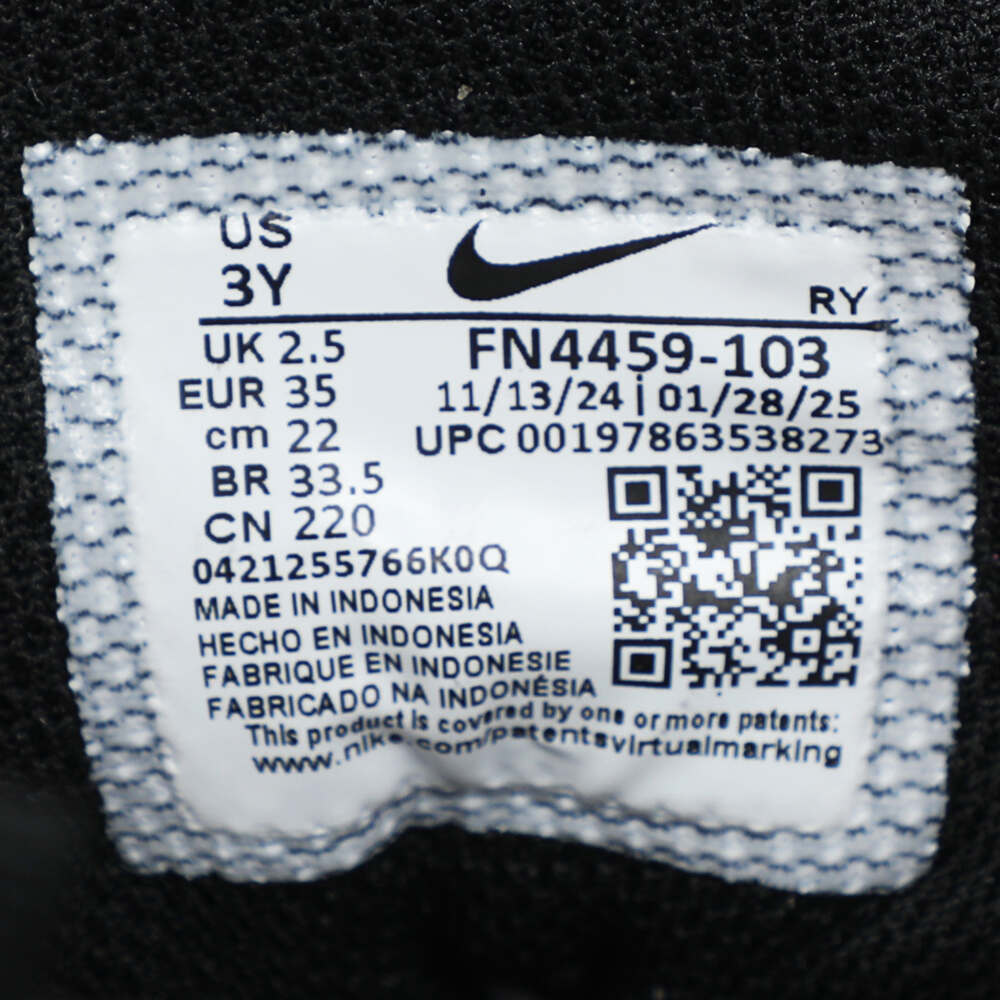 US
3Y
RY
UK 2.5
EUR 35
cm 22
BR 33.5
CN 220
FN4459-103
11/13/24 | 01/28/25
UPC 00197863538273
0421255766K0Q
MADE IN INDONESIA
HECHO EN INDONESIA
FABRIQUE EN INDONESIE
FABRICADO NA INDONÉSIA
This product is covered by one or more patents:
www.nike.com/patentsvirtualmarking